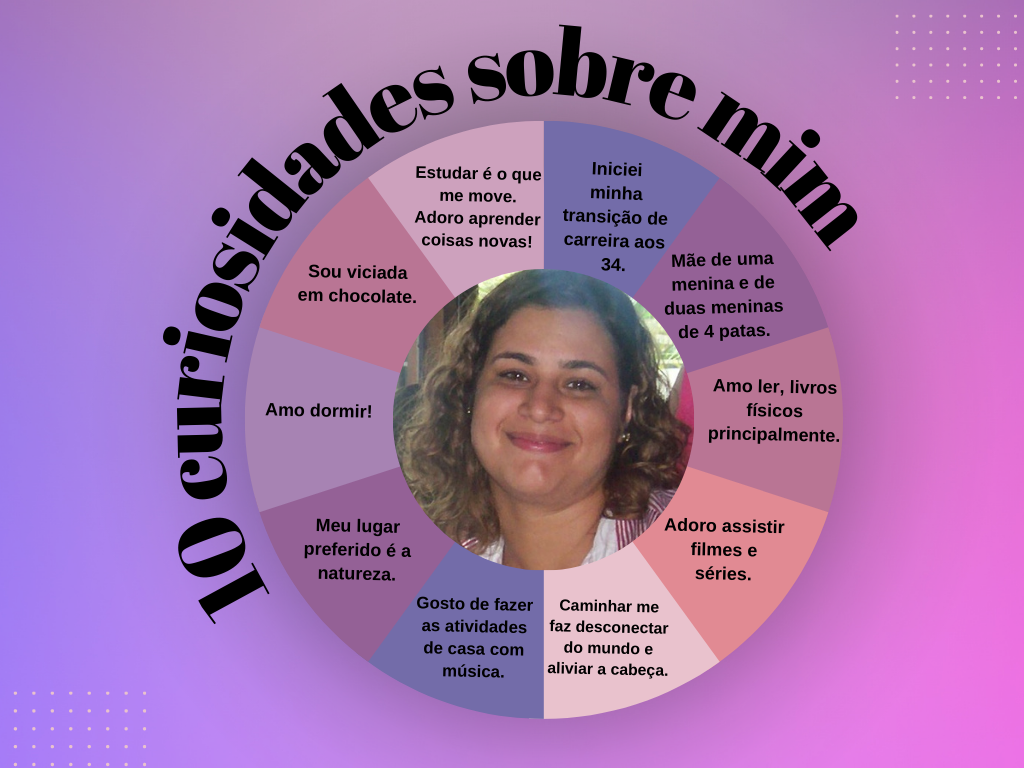 10 curiosidades sobre mim
Iniciei
minha
transição de
carreira aos
34.
Mãe de uma
menina e de
duas meninas
de 4 patas.
Amo ler, livros
físicos
principalmente.
Adoro assistir
filmes e
séries.
Caminhar me
faz desconectar
do mundo e
aliviar a cabeça.
Gosto de fazer
as atividades
de casa com
música.
Meu lugar
preferido é a
natureza.
Amo dormir!
Sou viciada
em chocolate.
Estudar é o que
me move.
Adoro aprender
coisas novas!